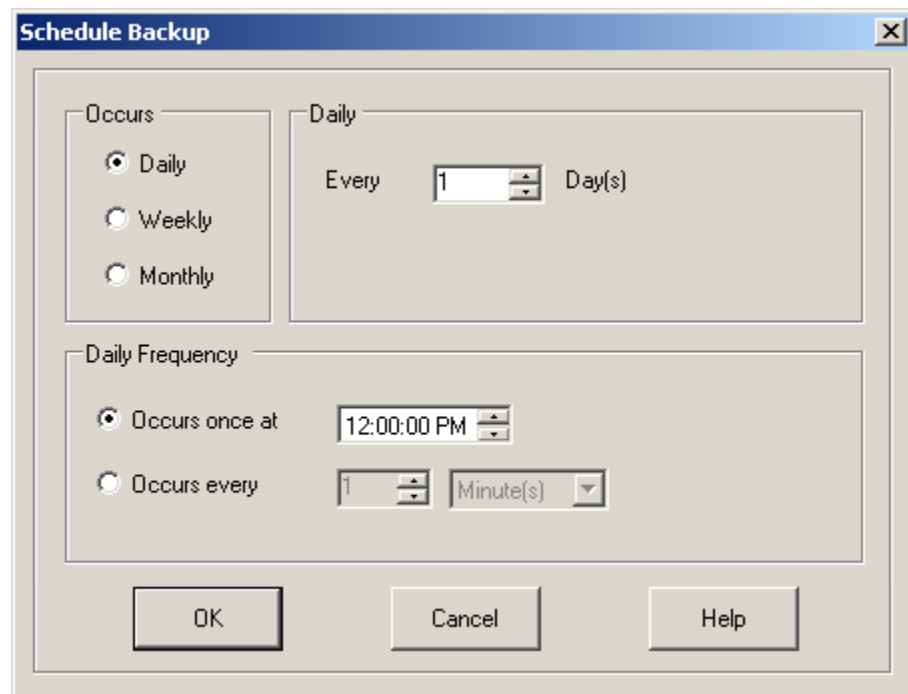 Schedule Backup
Occurs
Daily
Weekly
Monthly
Daily
Every 1 Day(s)
Daily Frequency
Occurs once at 12:00:00 PM
Occurs every 1 Minute(s)
OK Cancel Help